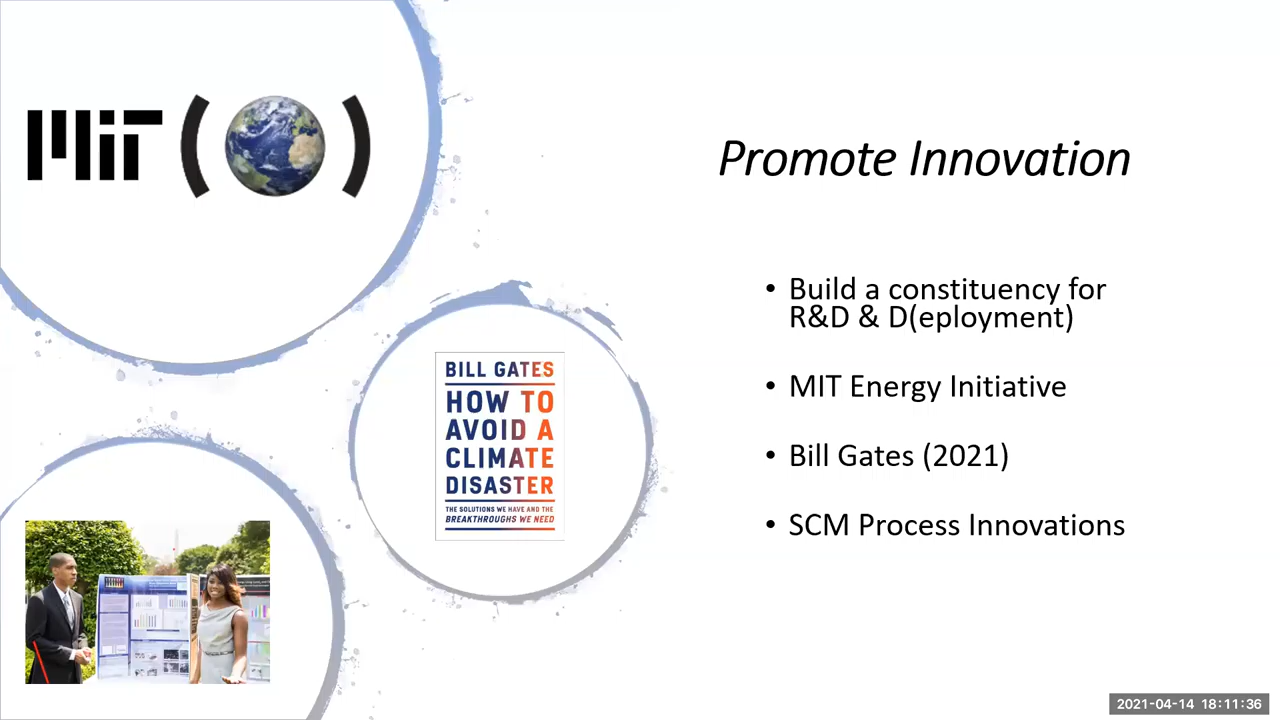 MIT
Promote Innovation
• Build a constituency for
R&D & D(eployment)
• MIT Energy Initiative
• Bill Gates (2021)
• SCM Process Innovations
BILL GATES
HOW TO
AVOID A
CLIMATE
DISASTER
THE SOLUTIONS WE HAVE AND THE
BREAKTHROUGHS WE NEED
2021-04-14 18:11:36